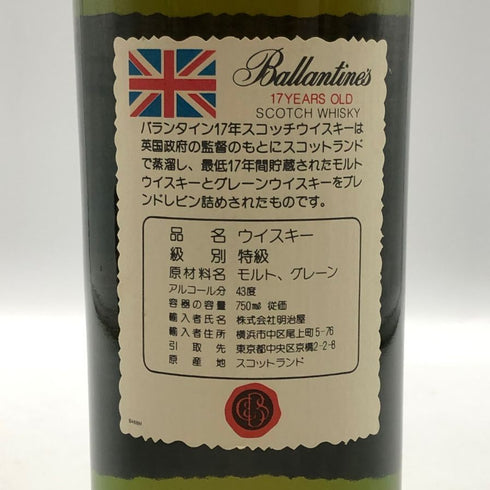 Ballantine's
17 YEARS OLD
SCOTCH WHISKY
バランタイン17年スコッチウイスキーは
英国政府の監督のもとにスコットランド
で蒸溜し、最低17年間貯蔵されたモルト
ウイスキーとグレーンウイスキーをブレ
ンドレビン詰めされたものです。
品名 ウイスキー
級別 特級
原材料名 モルト、グレーン
アルコール分 43度
容器の容量 750ml 従価
輸入者氏名 株式会社明治屋
輸入者住所 横浜市中区尾上町5-76
引取先 東京都中央区京橋2-2-8
原産地 スコットランド